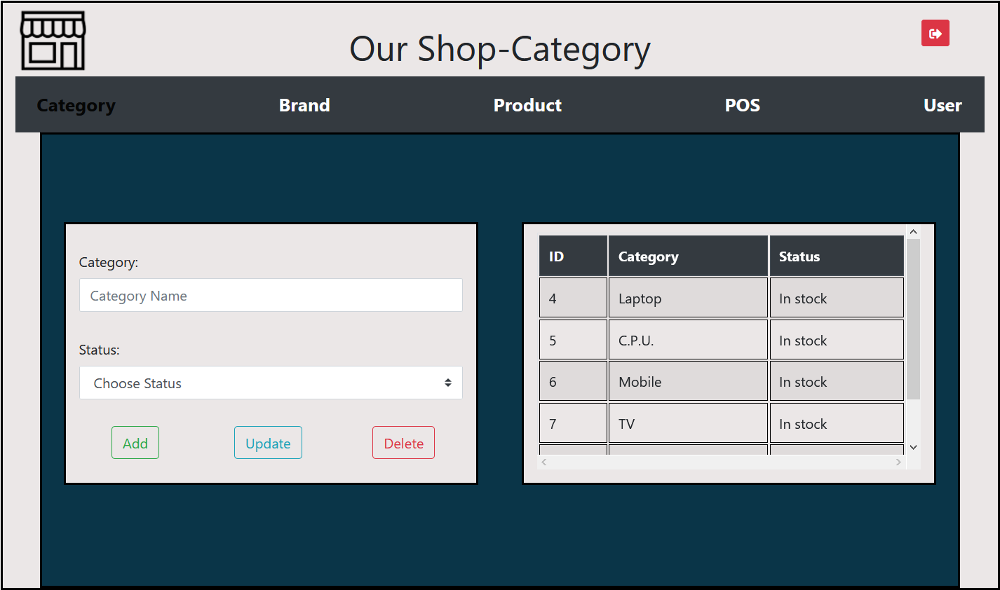 Our Shop-Category
Category Brand Product POS User
Category:
Category Name
Status:
Choose Status
Add Update Delete
ID Category Status
4 Laptop In stock
5 C.P.U. In stock
6 Mobile In stock
7 TV In stock